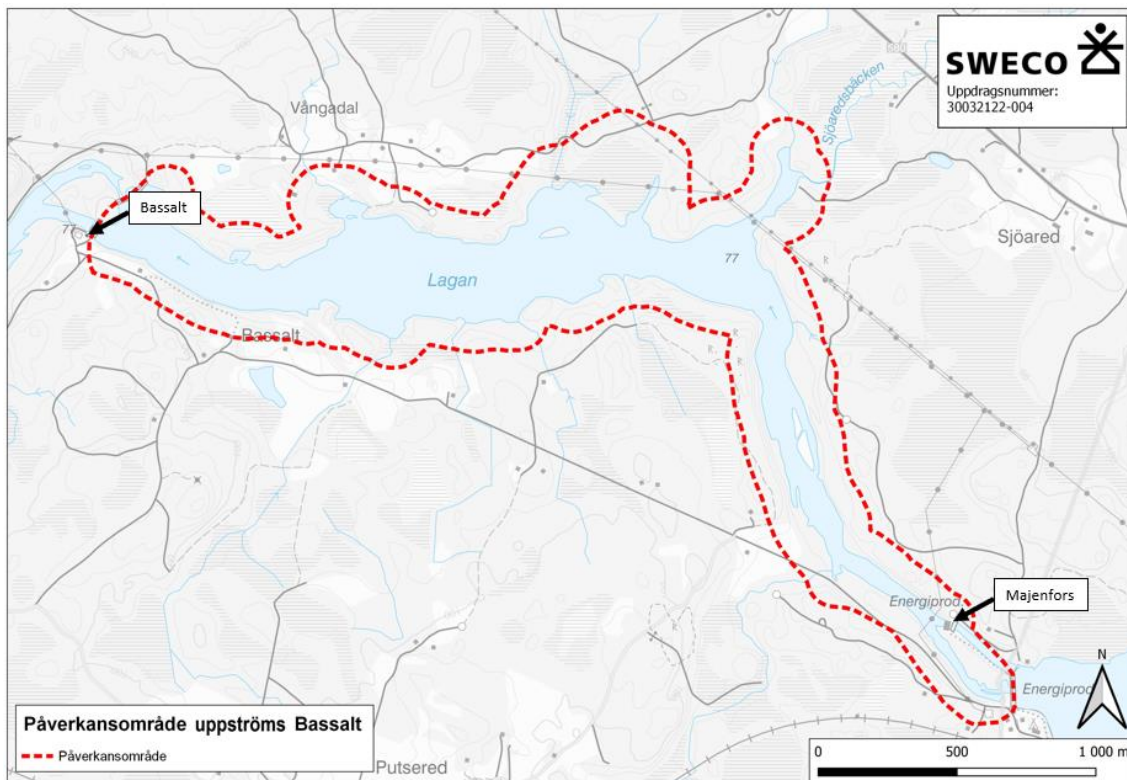 SWECO
Uppdragsnummer:
30032122-004
Vångadal
Sjöaredsbäcken
Bassalt
77
Sjöared
77
Lagan
Bassalt
R
R
R
R
R
Energiprod.
Majenfors
Energiprod.
N
Påverkansområde uppströms Bassalt
Påverkansområde
Putsered
0 500 1 000 m